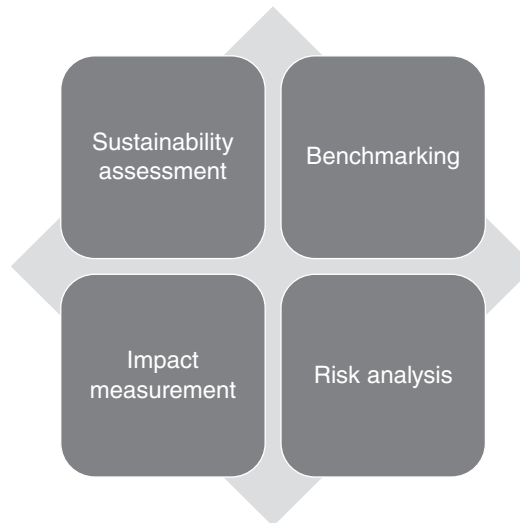 Sustainability
assessment
Benchmarking
Impact
measurement
Risk analysis